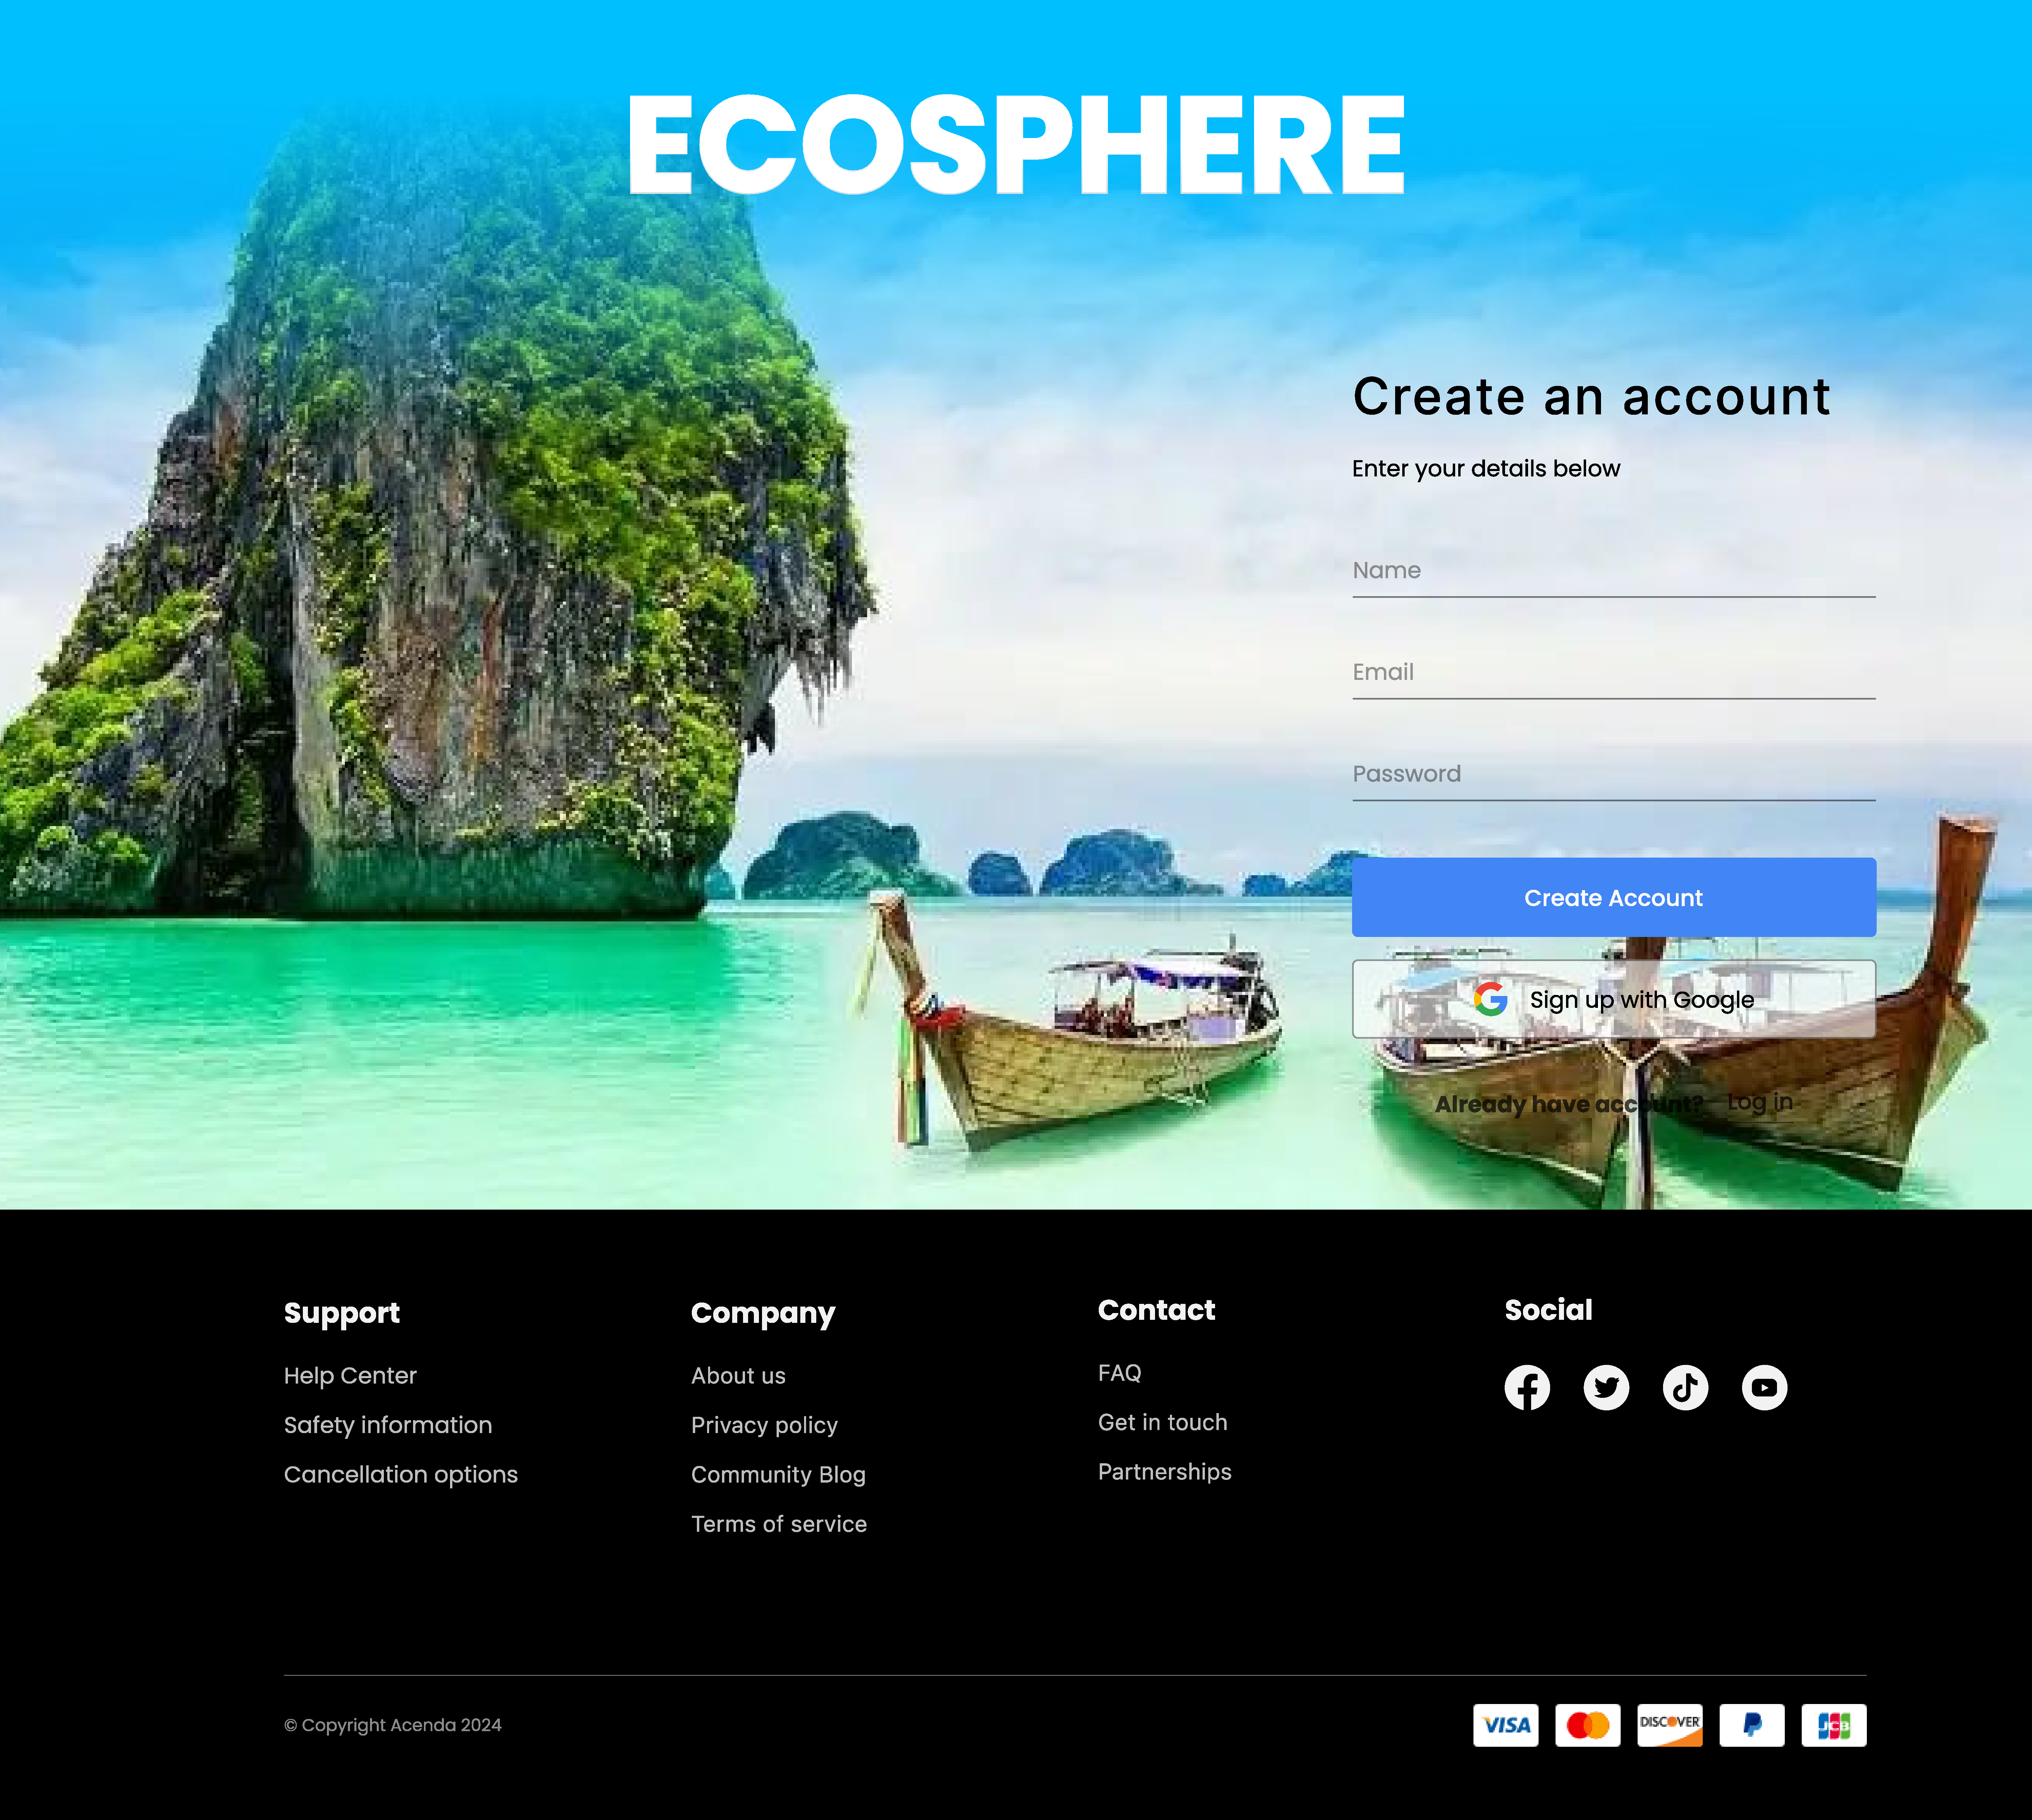 ECOSPHERE
Create an account
Enter your details below
Name
Email
Password
Create Account
Sign up with Google
Already have account? Log in
Support
Help Center
Safety information
Cancellation options
Company
About us
Privacy policy
Community Blog
Terms of service
Contact
FAQ
Get in touch
Partnerships
Social
© Copyright Acenda 2024
VISA
DISCOVER
JCB